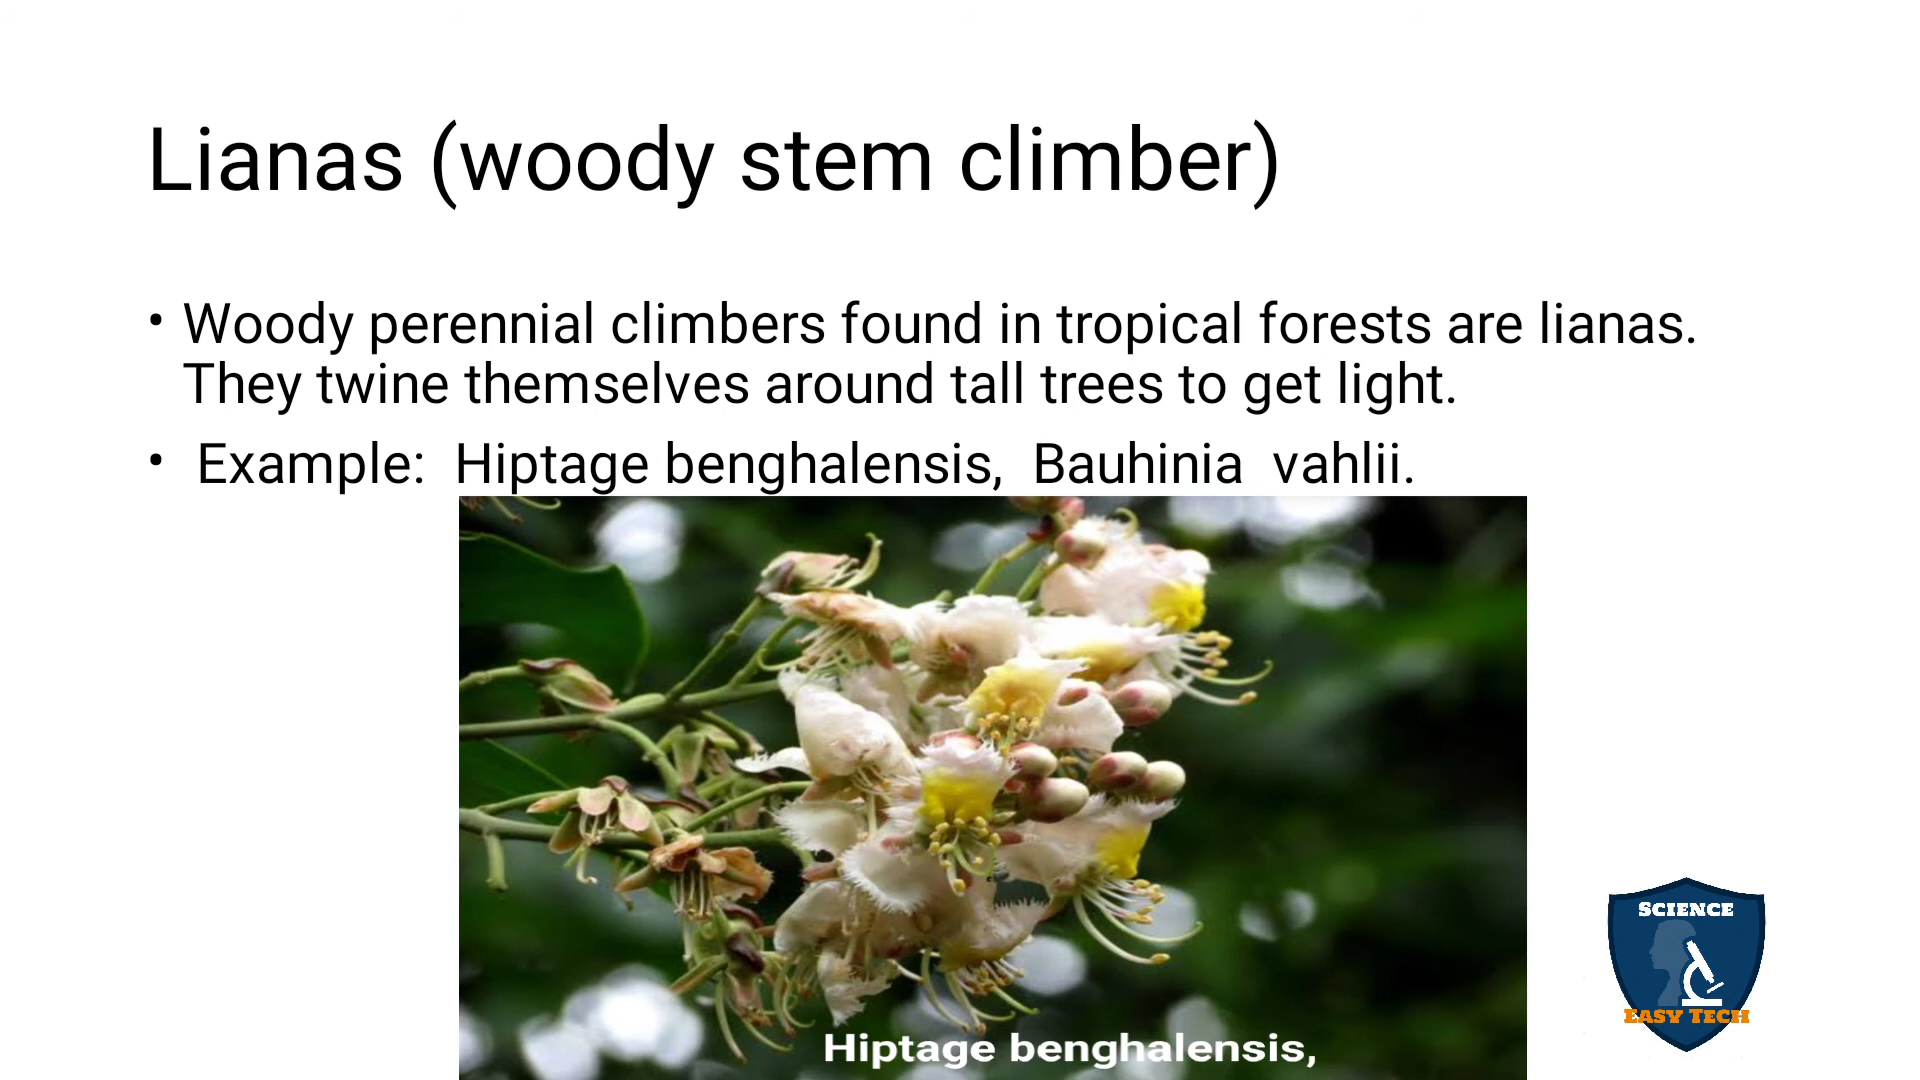 Lianas (woody stem climber)
• Woody perennial climbers found in tropical forests are lianas.
They twine themselves around tall trees to get light.
• Example: Hiptage benghalensis, Bauhinia vahlii.
Hiptage benghalensis,
SCIENCE
EASY TECH